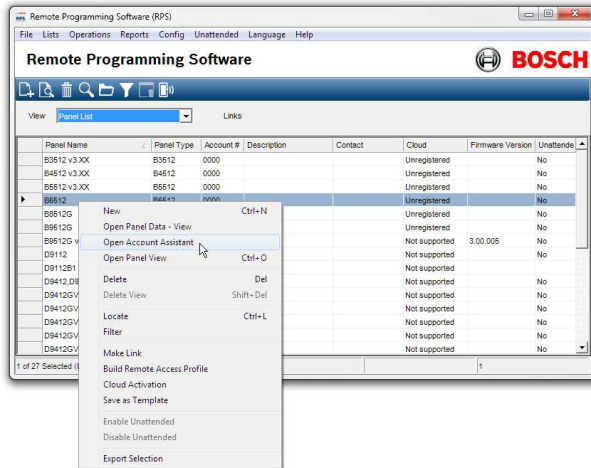 Remote Programming Software (RPS)
File Lists Operations Reports Config Unattended Language Help
Remote Programming Software
BOSCH
View Panel List Links
Panel Name Panel Type Account # Description Contact Cloud Firmware Version Unattende
B3512 v3.XX B3512 0000 Unregistered No
B4512 v3.XX B4512 0000 Unregistered No
B5512 v3.XX B5512 0000 Unregistered No
B6512 B6512 0000 Unregistered No
B8512G Unregistered No
B9512G Unregistered No
B9512G v Not supported 3.00.005 No
D9112 Not supported No
D9112B1 Not supported
D9412,D9 Not supported No
D9412GV Not supported No
D9412GV Not supported No
D9412GV Not supported No
D9412GV Not supported No
1 of 27 Selected ( 1
New Ctrl+N
Open Panel Data - View
Open Account Assistant
Open Panel View Ctrl+O
Delete Del
Delete View Shift+Del
Locate Ctrl+L
Filter
Make Link
Build Remote Access Profile
Cloud Activation
Save as Template
Enable Unattended
Disable Unattended
Export Selection